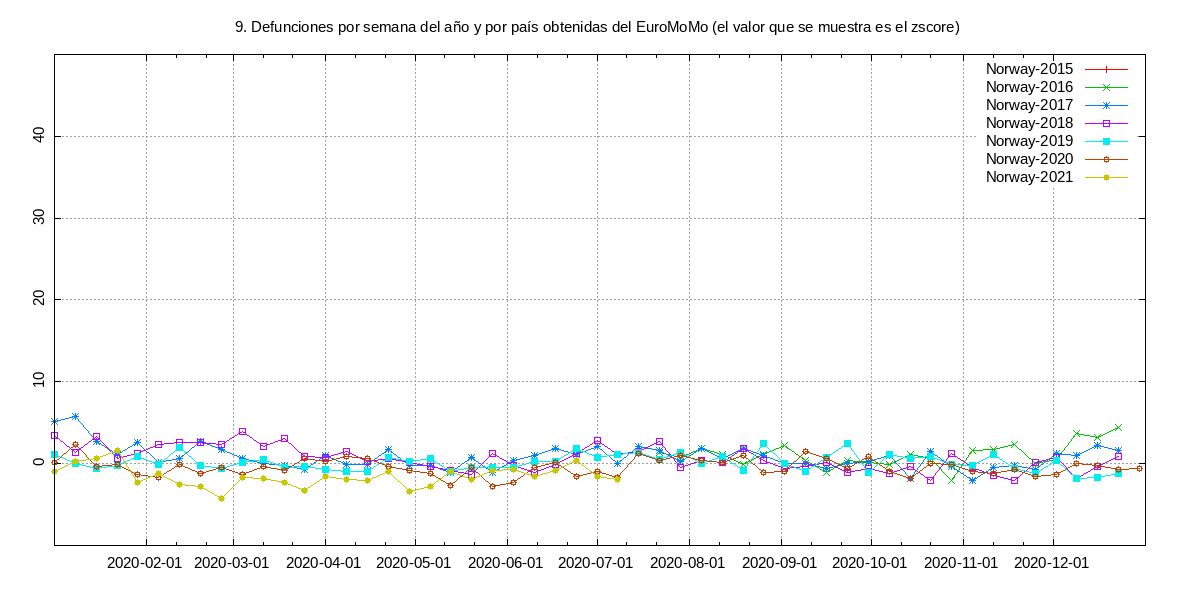 9. Defunciones por semana del año y por país obtenidas del EuroMoMo (el valor que se muestra es el zscore)
Norway-2015
Norway-2016
Norway-2017
Norway-2018
Norway-2019
Norway-2020
Norway-2021
40
30
20
10
0
2020-02-01 2020-03-01 2020-04-01 2020-05-01 2020-06-01 2020-07-01 2020-08-01 2020-09-01 2020-10-01 2020-11-01 2020-12-01